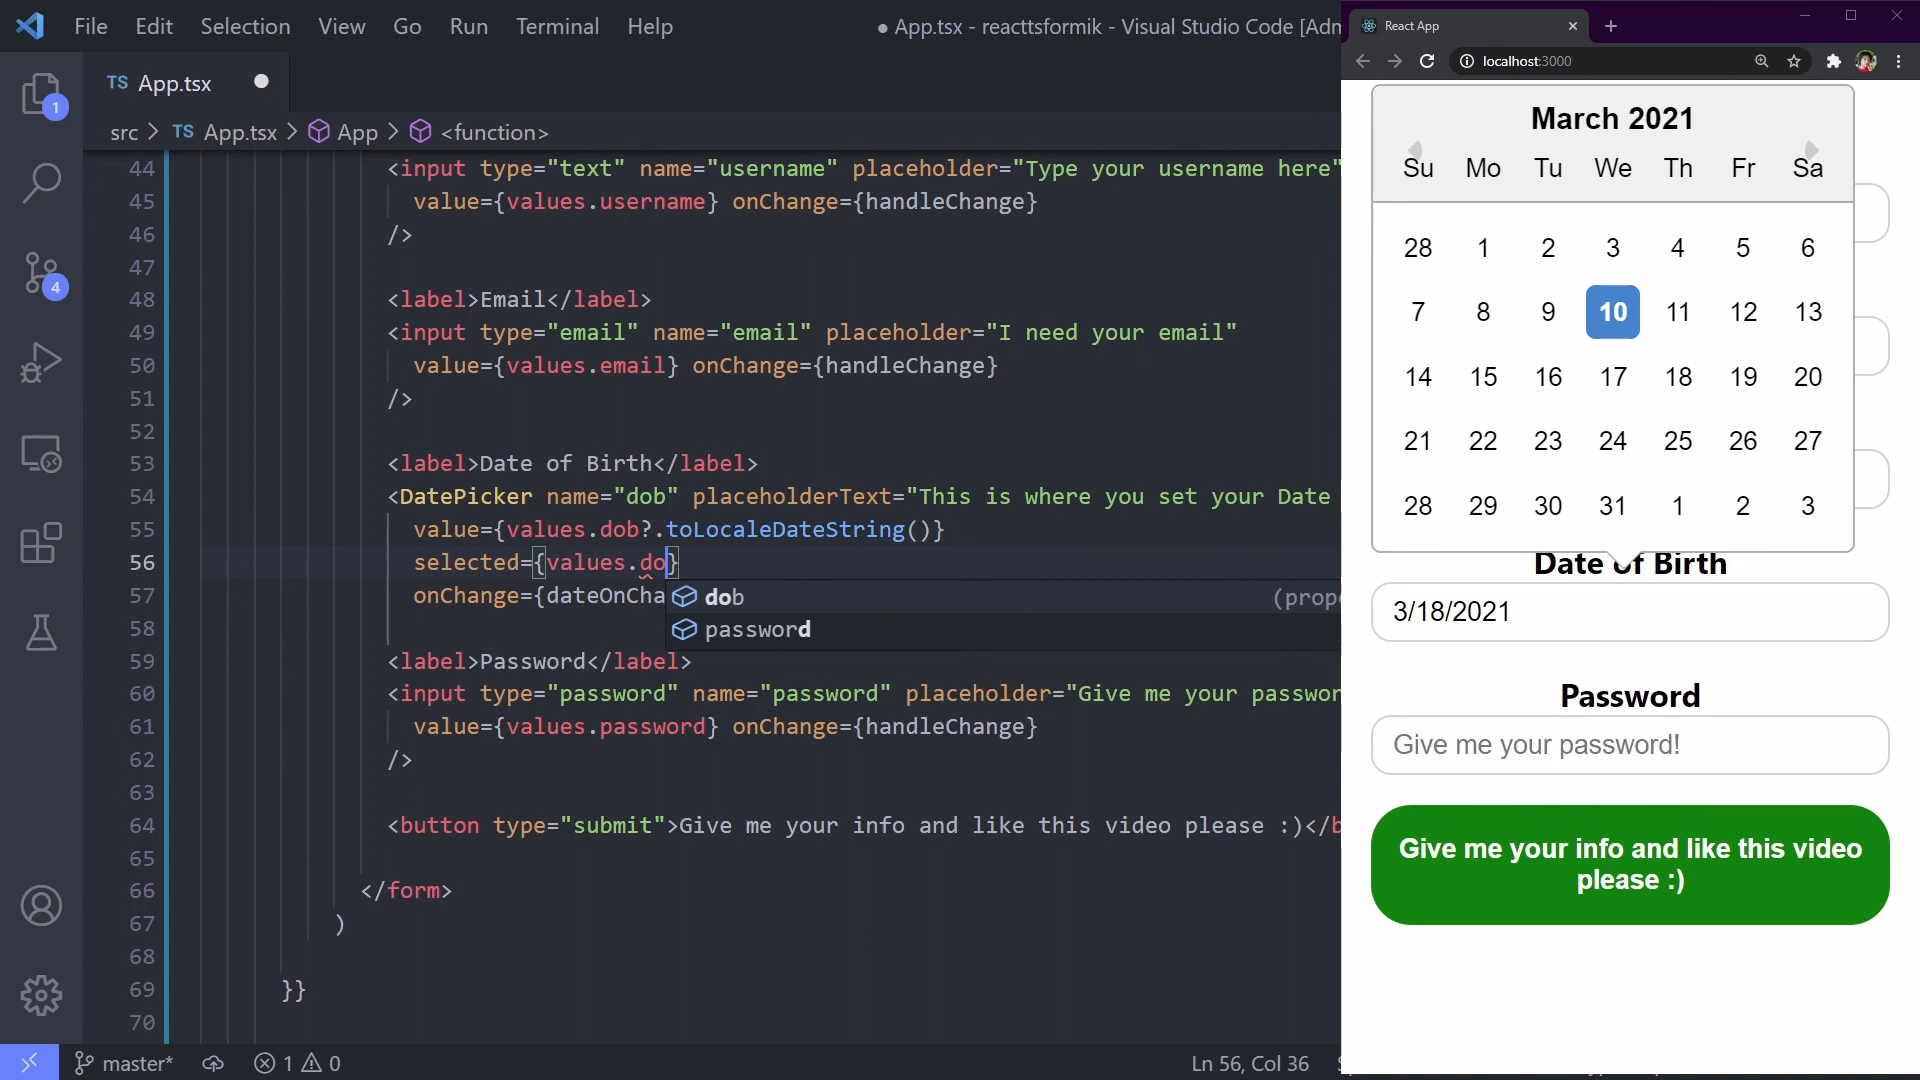 File Edit Selection View Go Run Terminal Help
● App.tsx - reacttsformik - Visual Studio Code [Adm
TS App.tsx
src > TS App.tsx > App > <function>
44 <input type="text" name="username" placeholder="Type your username here"
45 value={values.username} onChange={handleChange}
46 />
47
48 <label>Email</label>
49 <input type="email" name="email" placeholder="I need your email"
50 value={values.email} onChange={handleChange}
51 />
52
53 <label>Date of Birth</label>
54 <DatePicker name="dob" placeholderText="This is where you set your Date
55 value={values.dob?.toLocaleDateString()}
56 selected={values.do}
57 onChange={dateOnCha
dob (prop
password
58
59 <label>Password</label>
60 <input type="password" name="password" placeholder="Give me your passwor
61 value={values.password} onChange={handleChange}
62 />
63
64 <button type="submit">Give me your info and like this video please :)</b
65
66 </form>
67 )
68
69 }}
70
1
4
master* 1 0
Ln 56, Col 36
React App
localhost:3000
March 2021
Su Mo Tu We Th Fr Sa
28 1 2 3 4 5 6
7 8 9 10 11 12 13
14 15 16 17 18 19 20
21 22 23 24 25 26 27
28 29 30 31 1 2 3
Date of Birth
3/18/2021
Password
Give me your password!
Give me your info and like this video
please :)